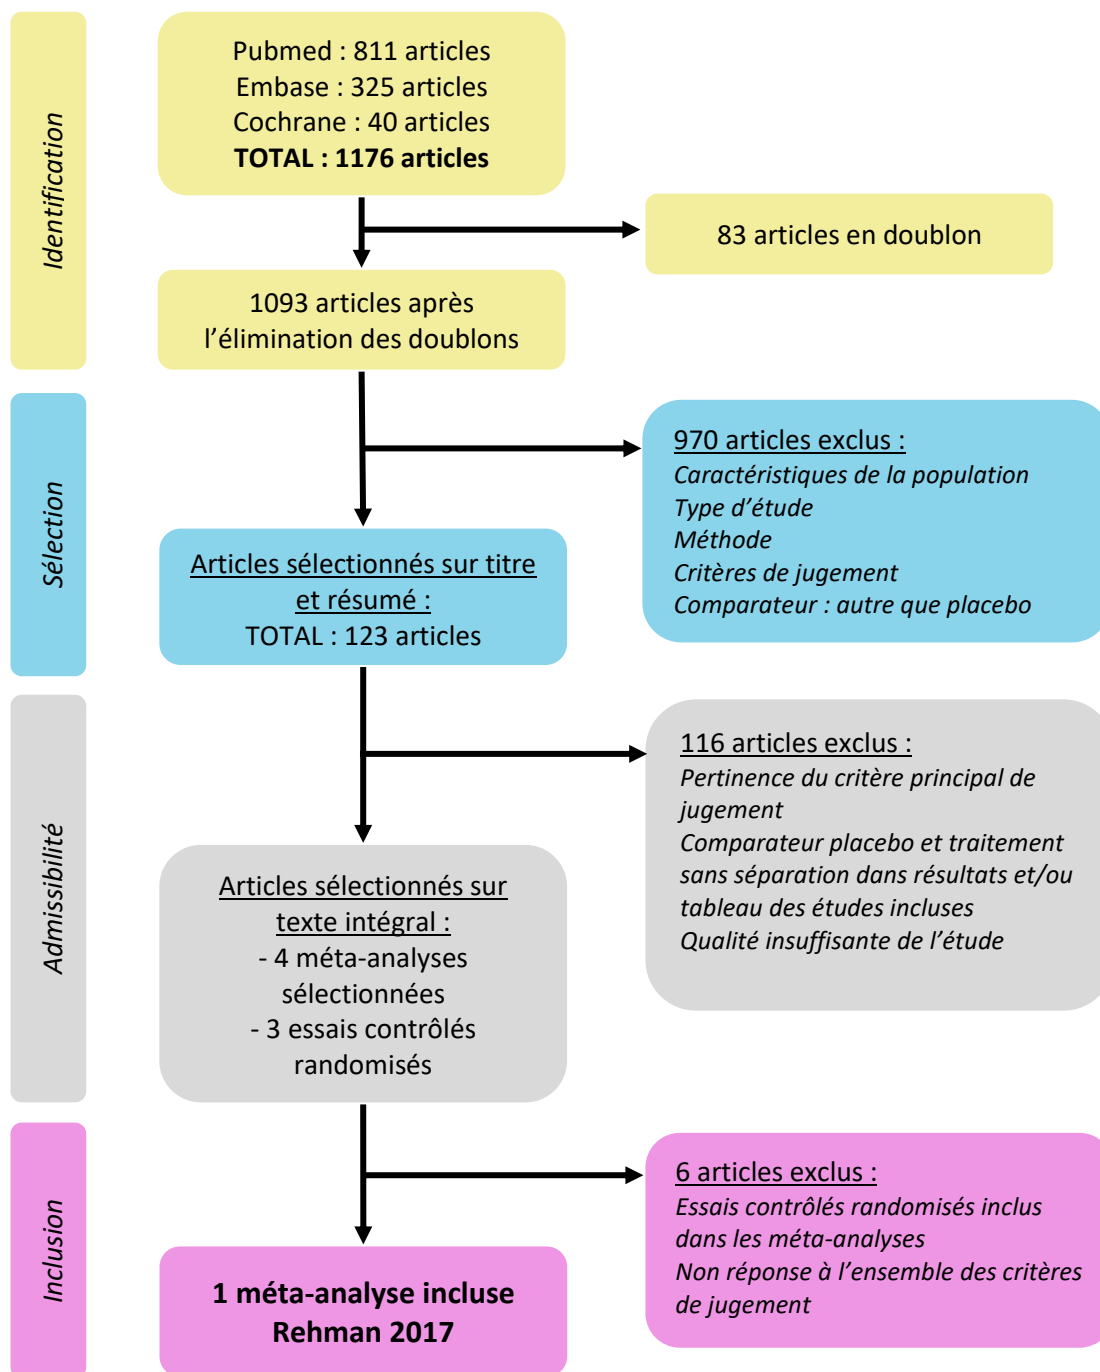 Identification
Pubmed : 811 articles
Embase : 325 articles
Cochrane : 40 articles
TOTAL : 1176 articles
83 articles en doublon
1093 articles après
l’élimination des doublons
Sélection
970 articles exclus :
Caractéristiques de la population
Type d’étude
Méthode
Critères de jugement
Comparateur : autre que placebo
Articles sélectionnés sur titre
et résumé :
TOTAL : 123 articles
Admissibilité
116 articles exclus :
Pertinence du critère principal de
jugement
Comparateur placebo et traitement
sans séparation dans résultats et/ou
tableau des études incluses
Qualité insuffisante de l’étude
Articles sélectionnés sur
texte intégral :
- 4 méta-analyses
sélectionnées
- 3 essais contrôlés
randomisés
Inclusion
6 articles exclus :
Essais contrôlés randomisés inclus
dans les méta-analyses
Non réponse à l’ensemble des critères
de jugement
1 méta-analyse incluse
Rehman 2017